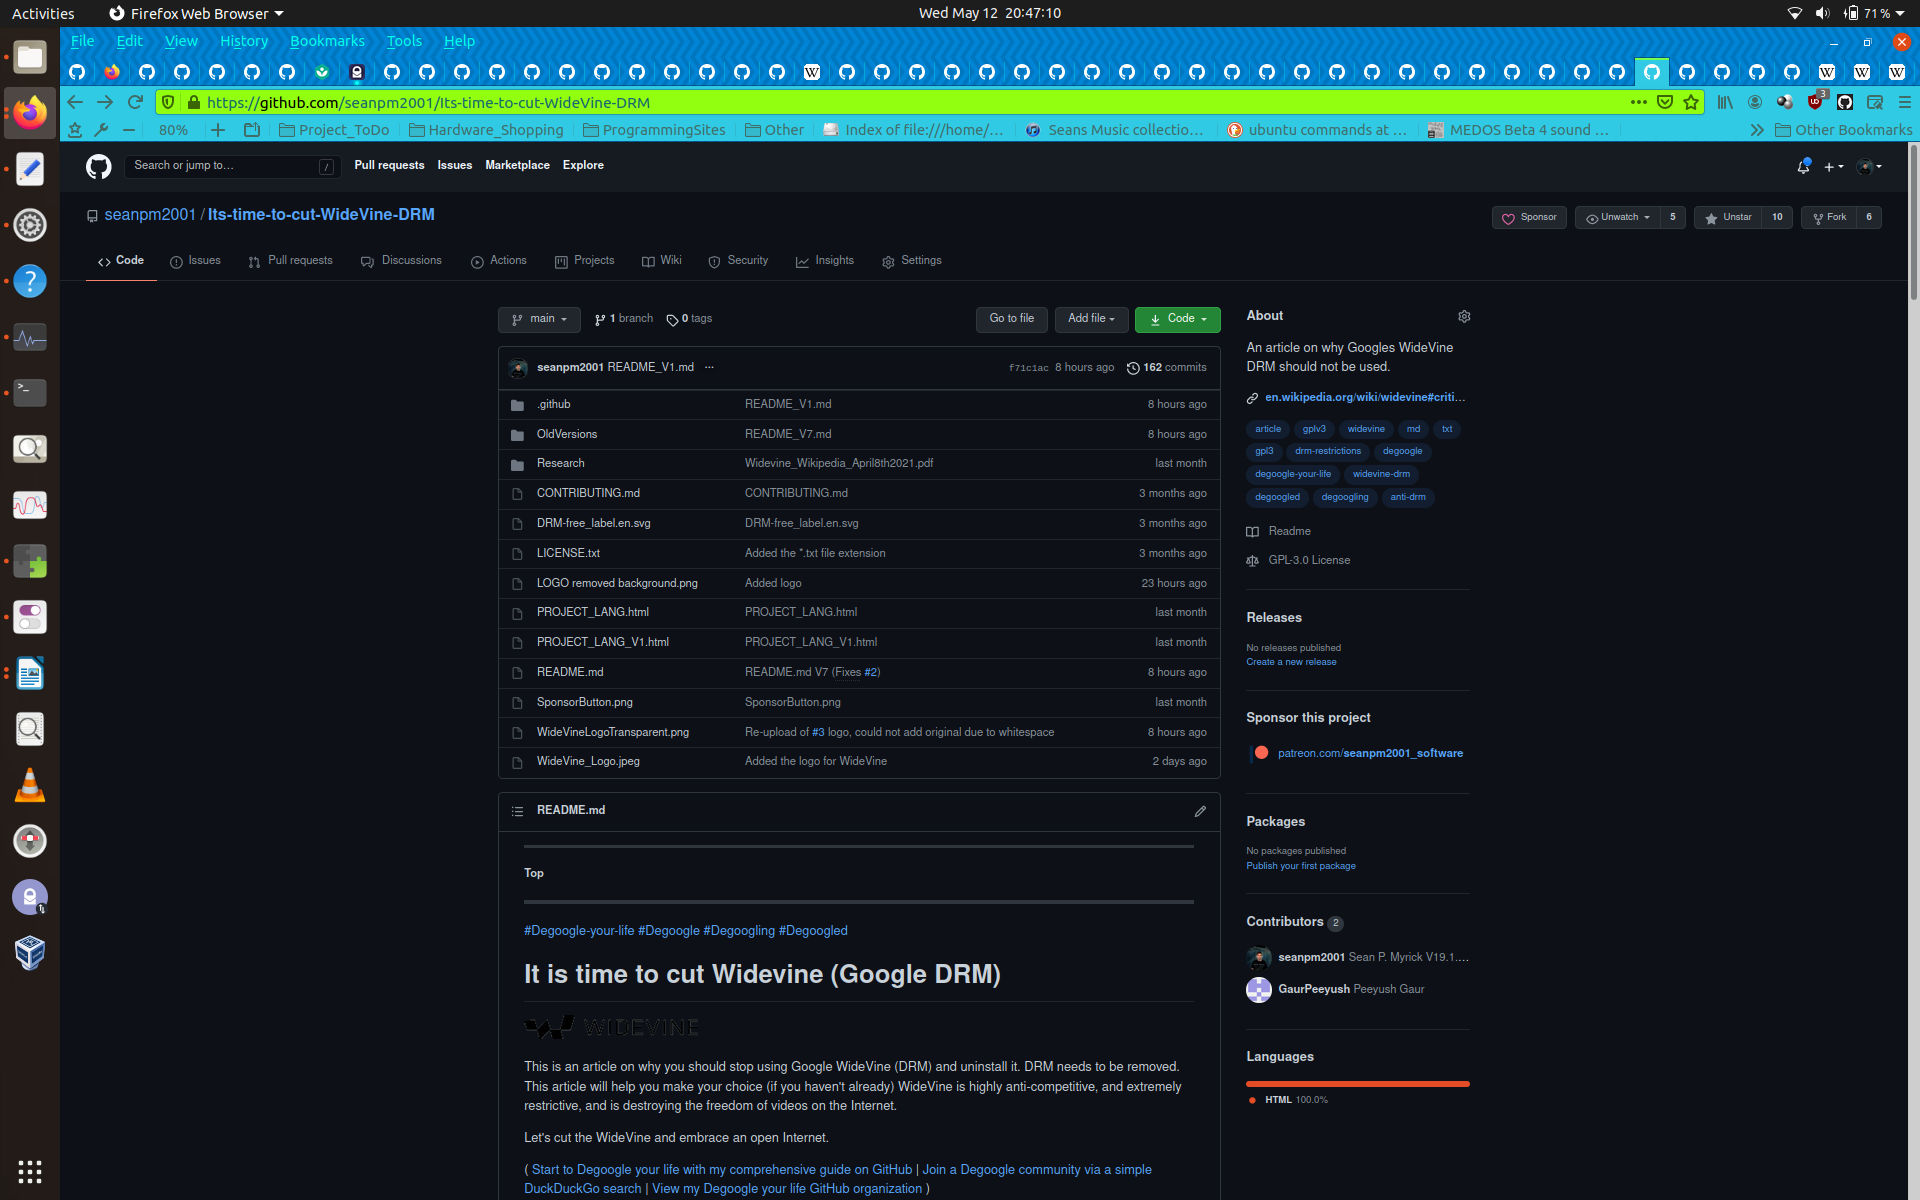 Activities
Firefox Web Browser
Wed May 12 20:47:10
71 %
File Edit View History Bookmarks Tools Help
W W W W
https://github.com/seanpm2001/Its-time-to-cut-WideVine-DRM
3
80%
Project_ToDo
Hardware_Shopping
ProgrammingSites
Other
Index of file:///home/...
Seans Music collectio...
ubuntu commands at ...
MEDOS Beta 4 sound ...
Other Bookmarks
Search or jump to...
/
Pull requests Issues Marketplace Explore
seanpm2001 / Its-time-to-cut-WideVine-DRM
Sponsor
Unwatch 5
Unstar 10
Fork 6
Code Issues Pull requests Discussions Actions Projects Wiki Security Insights Settings
main
1 branch
0 tags
Go to file
Add file
Code
seanpm2001 README_V1.md ...
f71c1ac 8 hours ago
162 commits
.github README_V1.md 8 hours ago
OldVersions README_V7.md 8 hours ago
Research Widevine_Wikipedia_April8th2021.pdf last month
CONTRIBUTING.md CONTRIBUTING.md 3 months ago
DRM-free_label.en.svg DRM-free_label.en.svg 3 months ago
LICENSE.txt Added the *.txt file extension 3 months ago
LOGO removed background.png Added logo 23 hours ago
PROJECT_LANG.html PROJECT_LANG.html last month
PROJECT_LANG_V1.html PROJECT_LANG_V1.html last month
README.md README.md V7 (Fixes #2) 8 hours ago
SponsorButton.png SponsorButton.png last month
WideVineLogoTransparent.png Re-upload of #3 logo, could not add original due to whitespace 8 hours ago
WideVine_Logo.jpeg Added the logo for WideVine 2 days ago
README.md
Top
#Degoogle-your-life #Degoogle #Degoogling #Degoogled
It is time to cut Widevine (Google DRM)
WIDEVINE
This is an article on why you should stop using Google WideVine (DRM) and uninstall it. DRM needs to be removed.
This article will help you make your choice (if you haven't already) WideVine is highly anti-competitive, and extremely
restrictive, and is destroying the freedom of videos on the Internet.
Let's cut the WideVine and embrace an open Internet.
( Start to Degoogle your life with my comprehensive guide on GitHub | Join a Degoogle community via a simple
DuckDuckGo search | View my Degoogle your life GitHub organization )
About
An article on why Googles WideVine
DRM should not be used.
en.wikipedia.org/wiki/widevine#criti...
article gplv3 widevine md txt
gpl3 drm-restrictions degoogle
degoogle-your-life widevine-drm
degoogled degoogling anti-drm
Readme
GPL-3.0 License
Releases
No releases published
Create a new release
Sponsor this project
patreon.com/seanpm2001_software
Packages
No packages published
Publish your first package
Contributors 2
seanpm2001 Sean P. Myrick V19.1....
GaurPeeyush Peeyush Gaur
Languages
HTML 100.0%